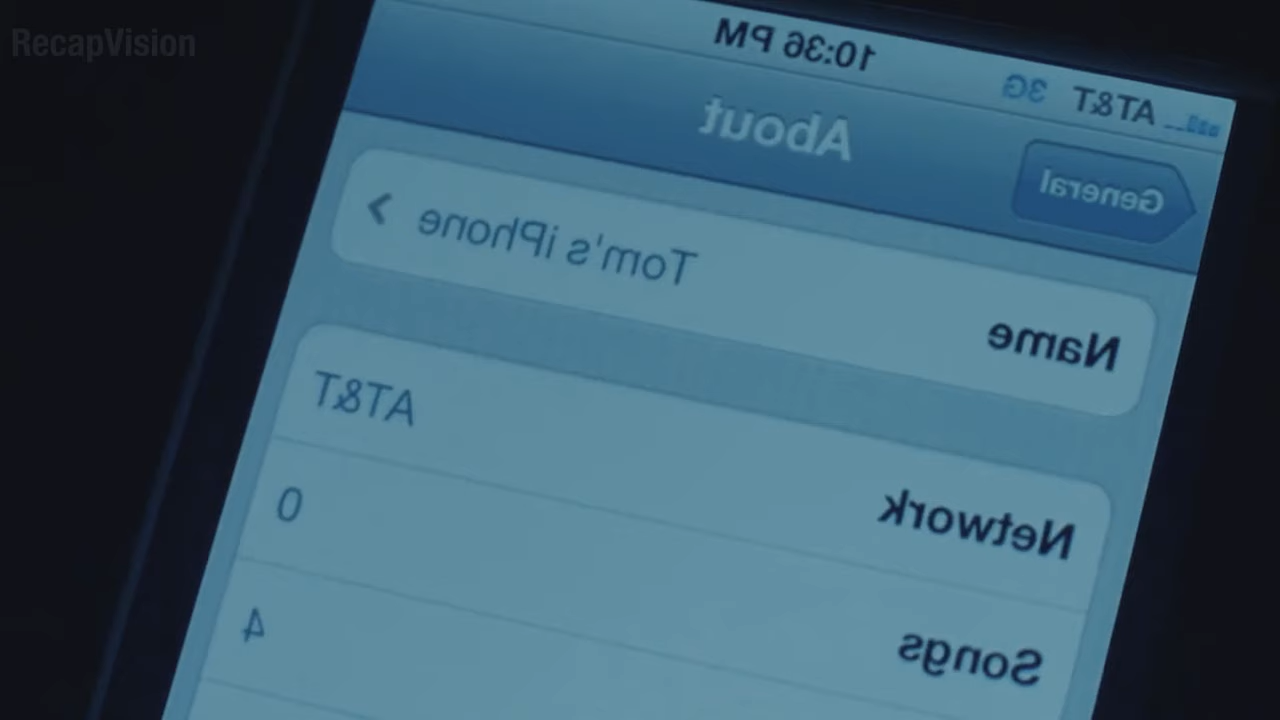 RecapVision
AT&T 3G 10:36 PM
General About
Name Tom's iPhone
Network AT&T
Songs 0
4